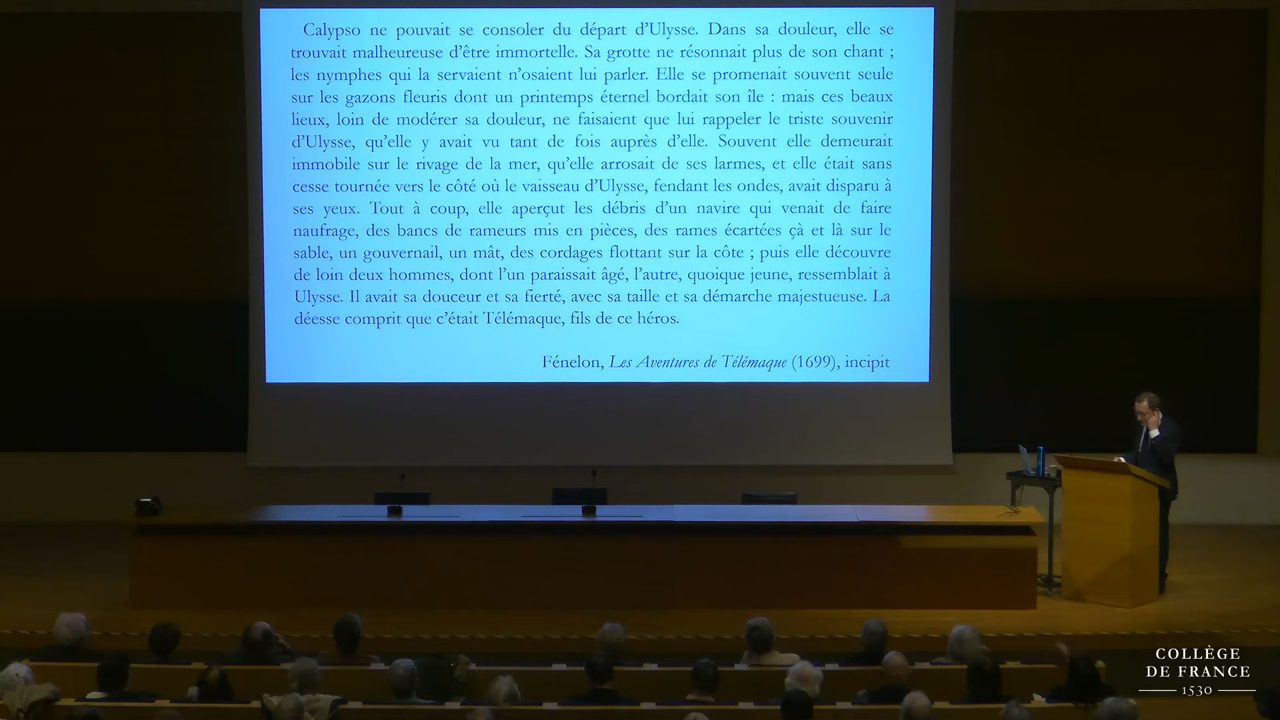 Calypso ne pouvait se consoler du départ d'Ulysse. Dans sa douleur, elle se
trouvait malheureuse d'être immortelle. Sa grotte ne résonnait plus de son chant ;
les nymphes qui la servaient n'osaient lui parler. Elle se promenait souvent seule
sur les gazons fleuris dont un printemps éternel bordait son île : mais ces beaux
lieux, loin de modérer sa douleur, ne faisaient que lui rappeler le triste souvenir
d'Ulysse, qu'elle y avait vu tant de fois auprès d'elle. Souvent elle demeurait
immobile sur le rivage de la mer, qu'elle arrosait de ses larmes, et elle était sans
cesse tournée vers le côté où le vaisseau d'Ulysse, fendant les ondes, avait disparu à
ses yeux. Tout à coup, elle aperçut les débris d'un navire qui venait de faire
naufrage, des bancs de rameurs mis en pièces, des rames écartées çà et là sur le
sable, un gouvernail, un mât, des cordages flottant sur la côte ; puis elle découvre
de loin deux hommes, dont l'un paraissait âgé, l'autre, quoique jeune, ressemblait à
Ulysse. Il avait sa douceur et sa fierté, avec sa taille et sa démarche majestueuse. La
déesse comprit que c'était Télémaque, fils de ce héros.
Fénelon, Les Aventures de Télémaque (1699), incipit
COLLÈGE
DE FRANCE
1530